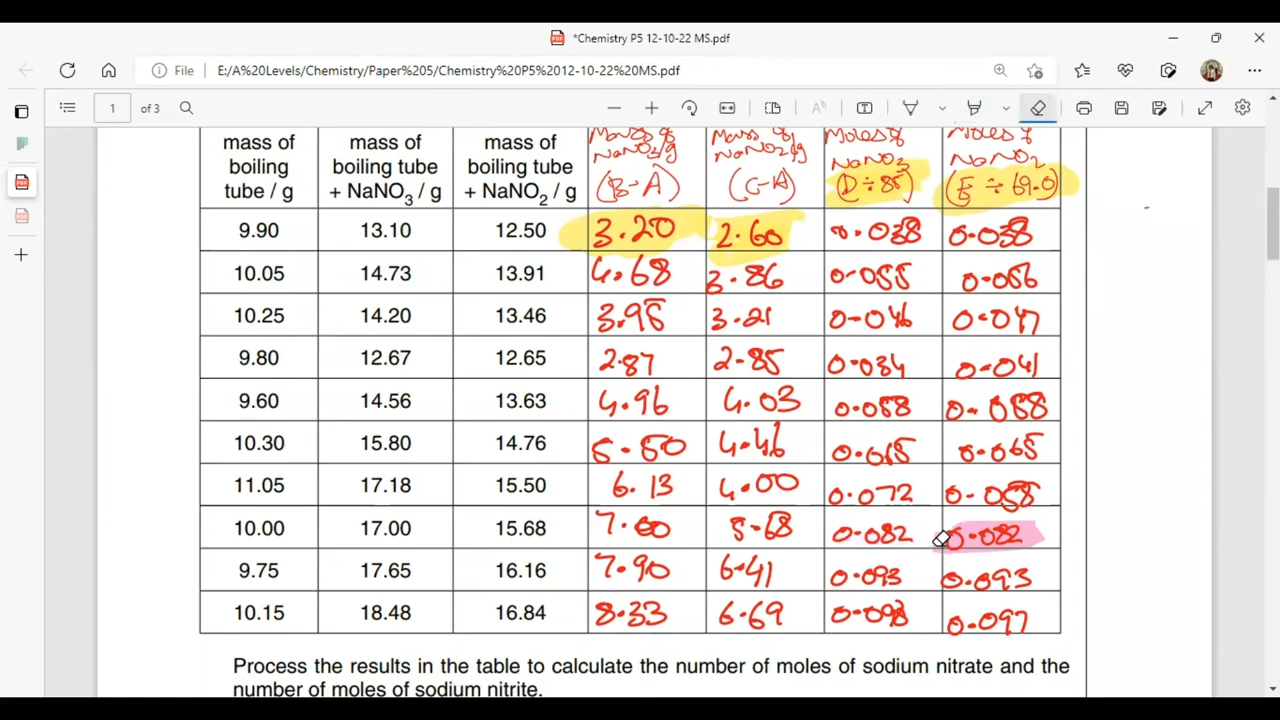 *Chemistry P5 12-10-22 MS.pdf
File E:/A%20Levels/Chemistry/Paper%205/Chemistry%20P5%2012-10-22%20MS.pdf
1 of 3
mass of boiling tube / g
mass of boiling tube + NaNO3 / g
mass of boiling tube + NaNO2 / g
Mass of NaNO3/g (B-A)
Mass of NaNO2/g (C-A)
Moles of NaNO3 (D÷85)
Moles of NaNO2 (E÷69.0)
9.90 13.10 12.50 3.20 2.60 0.038 0.038
10.05 14.73 13.91 4.68 3.86 0.055 0.056
10.25 14.20 13.46 3.95 3.21 0.046 0.047
9.80 12.67 12.65 2.87 2.85 0.034 0.041
9.60 14.56 13.63 4.96 4.03 0.058 0.058
10.30 15.80 14.76 5.50 4.46 0.065 0.065
11.05 17.18 15.50 6.13 4.00 0.072 0.058
10.00 17.00 15.68 7.00 5.68 0.082 0.082
9.75 17.65 16.16 7.90 6.41 0.093 0.093
10.15 18.48 16.84 8.33 6.69 0.098 0.097
Process the results in the table to calculate the number of moles of sodium nitrate and the
number of moles of sodium nitrite.